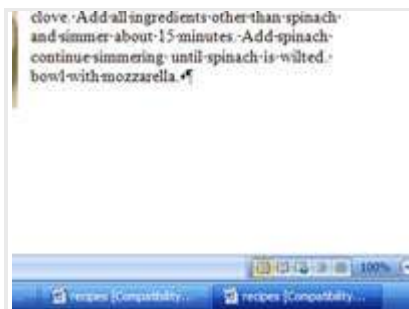 clove. Add all ingredients other than spinach
and simmer about 15 minutes. Add spinach
continue simmering until spinach is wilted.
bowl with mozzarella. ¶
100%
recipes [Compatibility... recipes [Compatibility...